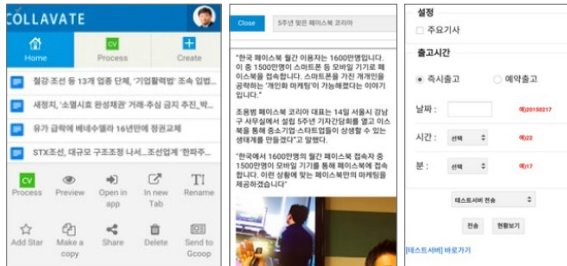 COLLAVATE
Home
CV
Process
Create
철강·조선 등 13개 업종 단체, '기업활력법' 조속 입법...
새정치, '소멸시효 완성채권' 거래·추심 금지 추진_박...
유가 급락에 베네수엘라 16년만에 정권교체
STX조선, 대규모 구조조정 나서...조선업계 '한파주...
CV
Process
Preview
Open in app
In new Tab
Rename
Add Star
Make a copy
Share
Delete
Send to Gcoop
Close
5주년 맞은 페이스북 코리아
"한국 페이스북 월간 이용자는 1600만명입니다.
이 중 1500만명이 스마트폰 등 모바일 기기로 페
이스북을 접속합니다. 스마트폰을 가진 개개인을
공략하는 '개인화 마케팅'이 가능해졌다는 이야기
입니다."
조용범 페이스북 코리아 대표는 14일 서울시 강남
구 사무실에서 설립 5주년 기자간담회를 열고 이스
북을 통해 중소기업·스타트업들이 상생할 수 있는
생태계를 만들겠다"고 말했다.
"한국에서 1600만명의 월간 페이스북 접속자 중
1500만명이 모바일 기기를 통해 페이스북에 접속
합니다. 이런 상황에 맞는 페이스북만의 마케팅을
제공하겠습니다"
설정
주요기사
출고시간
즉시출고
예약출고
날짜 :
예)20150217
시간 :
선택
예)22
분 :
선택
예)17
테스트서버 전송
전송
현황보기
[테스트서버] 바로가기